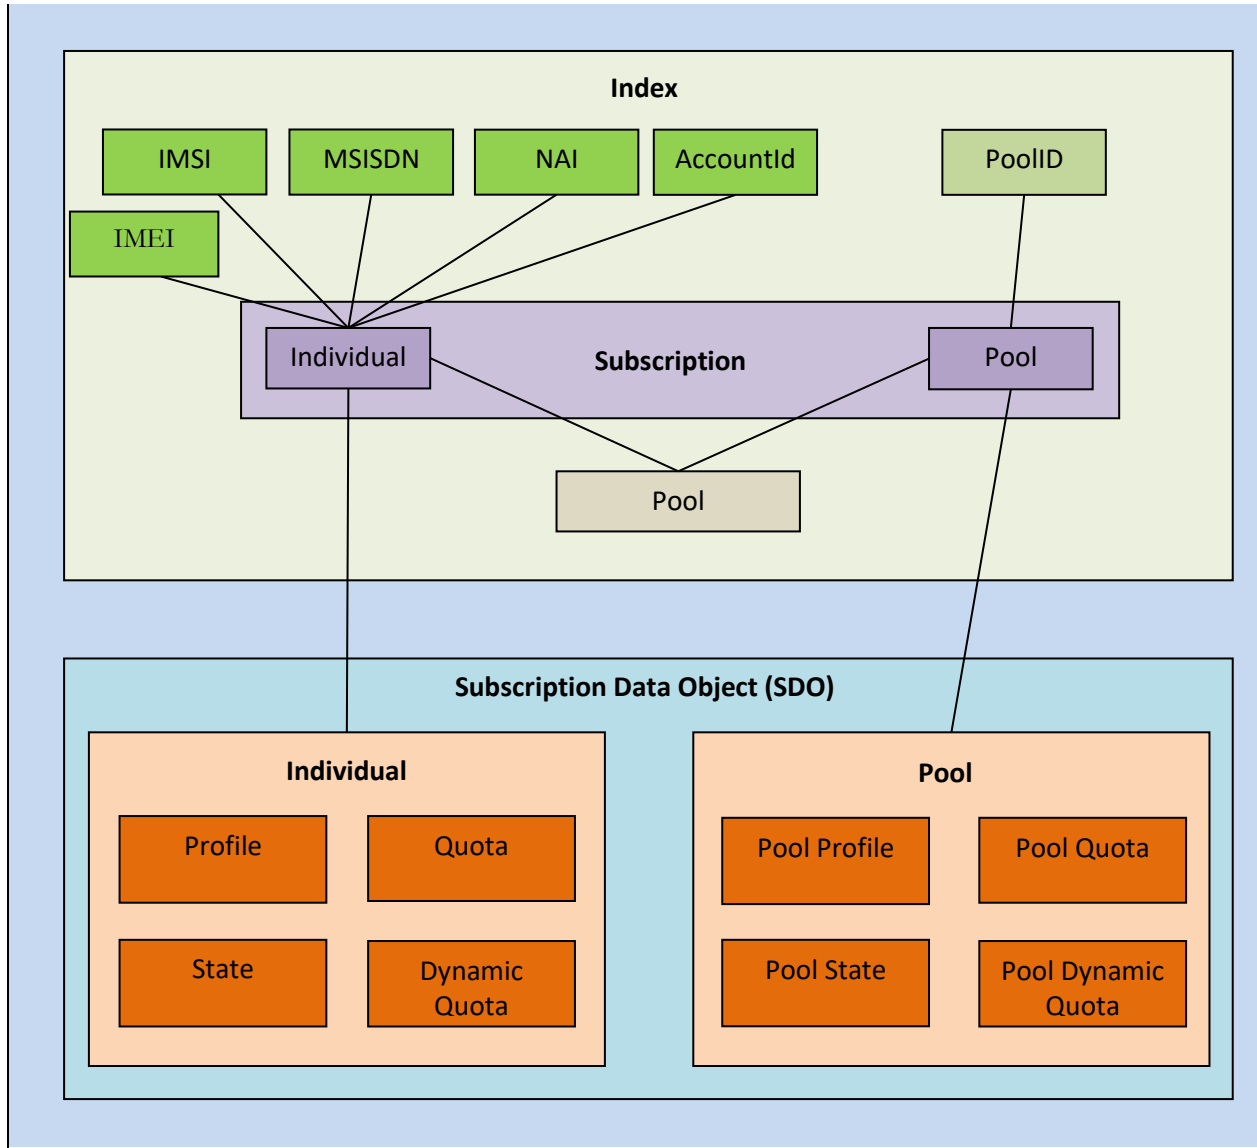 Index
IMSI
MSISDN
NAI
AccountId
PoolID
IMEI
Individual
Subscription
Pool
Pool
Subscription Data Object (SDO)
Individual
Profile
Quota
State
Dynamic
Quota
Pool
Pool Profile
Pool Quota
Pool State
Pool Dynamic
Quota